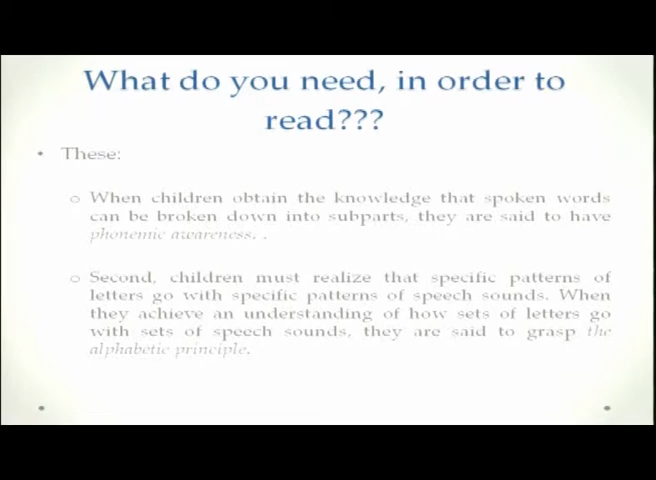 What do you need, in order to
read???
• These:
o When children obtain the knowledge that spoken words
can be broken down into subparts, they are said to have
phonemic awareness. .
o Second, children must realize that specific patterns of
letters go with specific patterns of speech sounds. When
they achieve an understanding of how sets of letters go
with sets of speech sounds, they are said to grasp the
alphabetic principle.